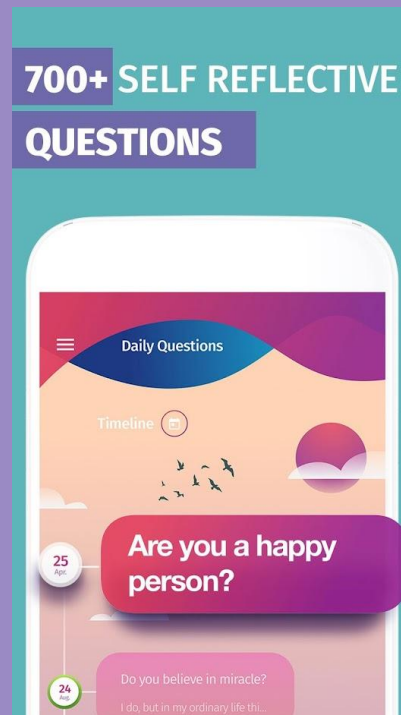 700+ SELF REFLECTIVE
QUESTIONS
Daily Questions
Timeline
25
Apr.
Are you a happy
person?
24
Aug.
Do you believe in miracle?
I do, but in my ordinary life thi...